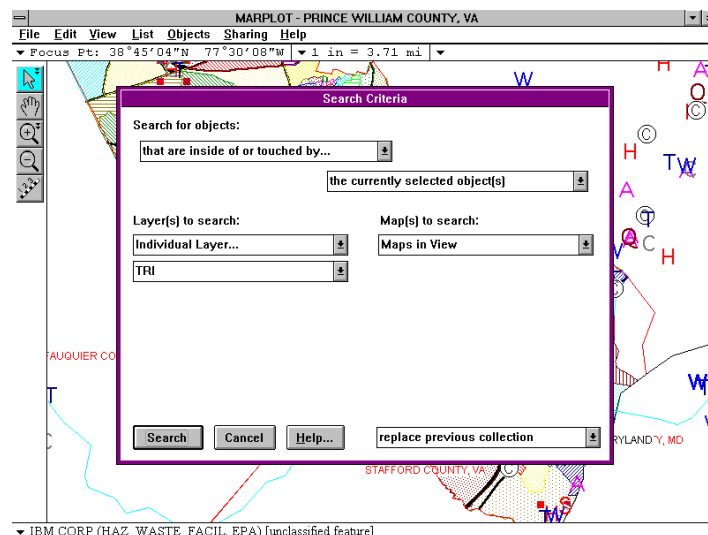 MARPLOT - PRINCE WILLIAM COUNTY, VA
File Edit View List Objects Sharing Help
Focus Pt: 38°45'04"N 77°30'08"W 1 in = 3.71 mi
Search Criteria
Search for objects:
that are inside of or touched by...
the currently selected object(s)
Layer(s) to search: Map(s) to search:
Individual Layer... Maps in View
TRI
Search Cancel Help... replace previous collection
W
H
A
O
C
H
T
W
A
T
A
C
H
FAUQUIER CO
T
W
RYLAND Y, MD
STAFFORD COUNTY, VA
C
A
IBM CORP (HAZ WASTE FACIL EPA) [unclassified feature]